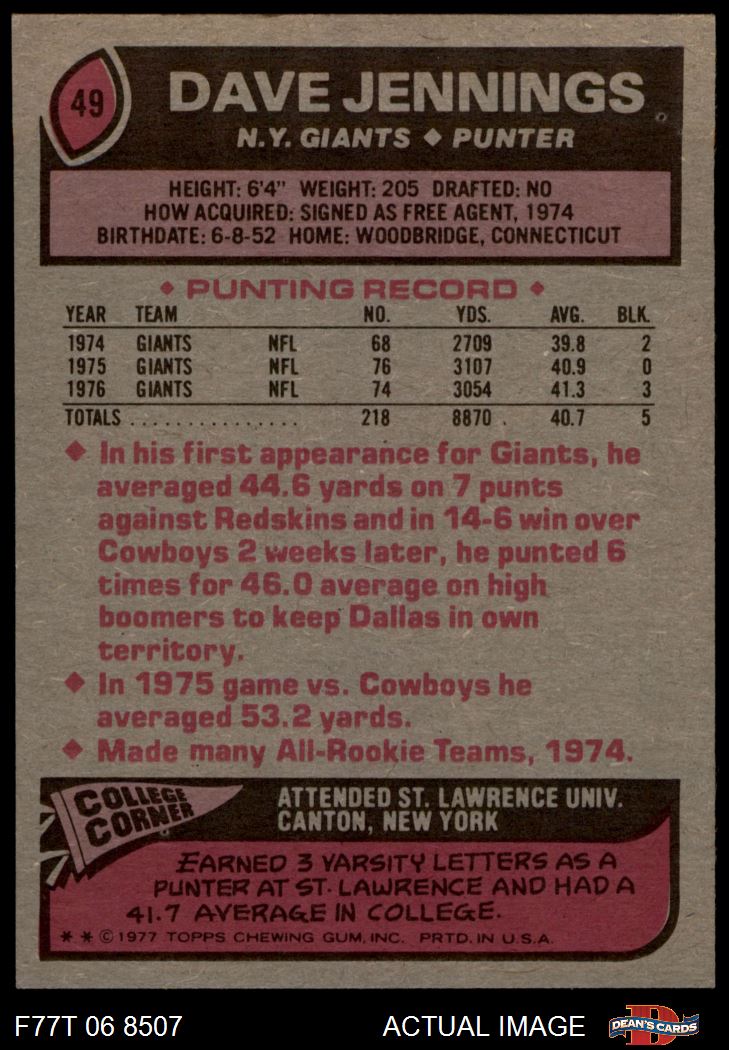 49
DAVE JENNINGS
N.Y. GIANTS ◆ PUNTER
HEIGHT: 6'4" WEIGHT: 205 DRAFTED: NO
HOW ACQUIRED: SIGNED AS FREE AGENT, 1974
BIRTHDATE: 6-8-52 HOME: WOODBRIDGE, CONNECTICUT
◆ PUNTING RECORD ◆
YEAR TEAM NO. YDS. AVG. BLK.
1974 GIANTS NFL 68 2709 39.8 2
1975 GIANTS NFL 76 3107 40.9 0
1976 GIANTS NFL 74 3054 41.3 3
TOTALS . . . . . . . . . . . . . . . 218 8870 40.7 5
◆ In his first appearance for Giants, he
averaged 44.6 yards on 7 punts
against Redskins and in 14-6 win over
Cowboys 2 weeks later, he punted 6
times for 46.0 average on high
boomers to keep Dallas in own
territory.
◆ In 1975 game vs. Cowboys he
averaged 53.2 yards.
◆ Made many All-Rookie Teams, 1974.
COLLEGE
CORNER
ATTENDED ST. LAWRENCE UNIV.
CANTON, NEW YORK
EARNED 3 VARSITY LETTERS AS A
PUNTER AT ST. LAWRENCE AND HAD A
41.7 AVERAGE IN COLLEGE.
* * © 1977 TOPPS CHEWING GUM, INC. PRTD. IN U.S.A.
F77T 06 8507 ACTUAL IMAGE
D
DEAN'S CARDS